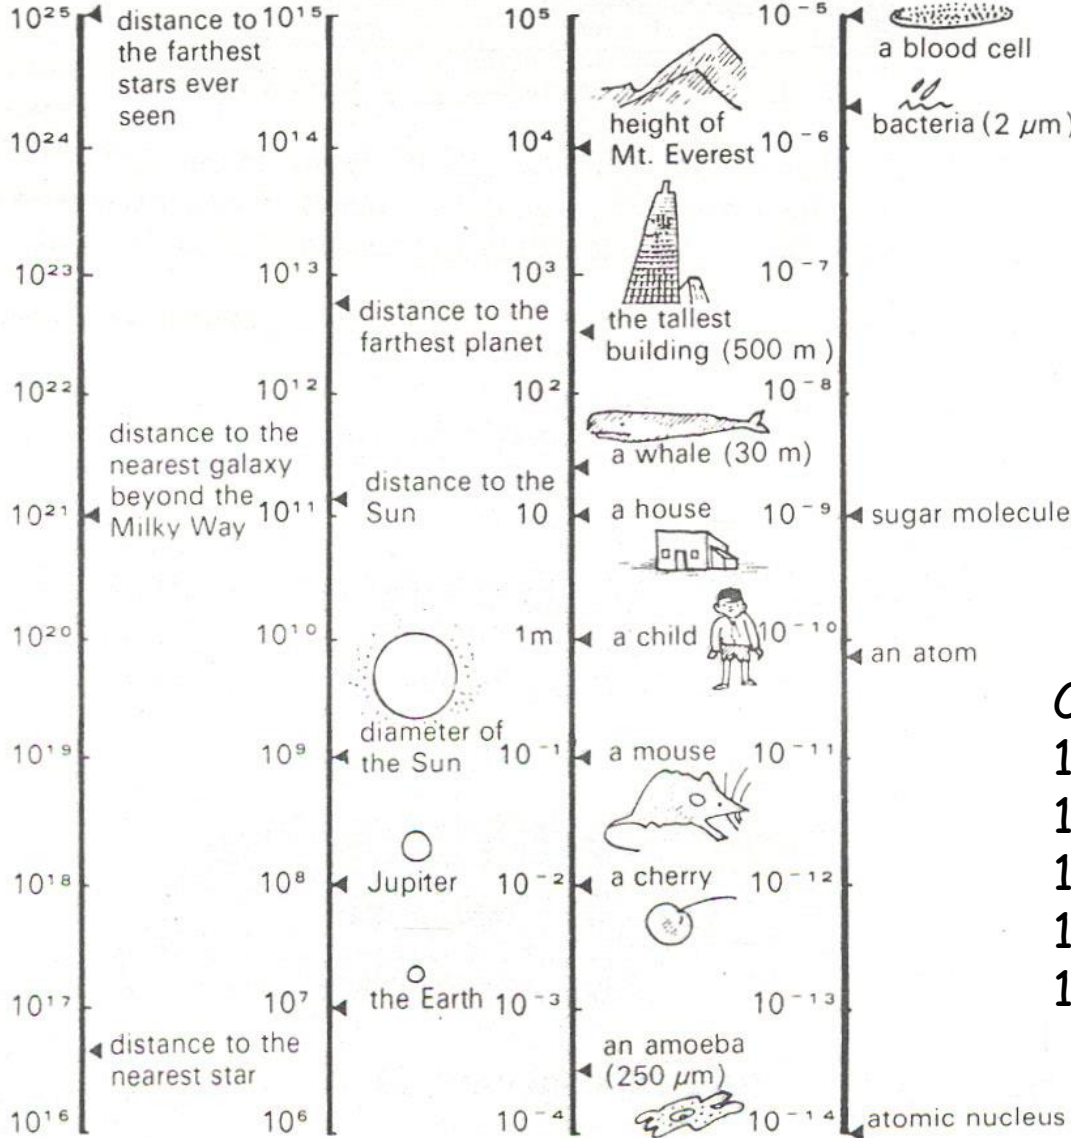 10²⁵
distance to
the farthest
stars ever
seen
10²⁴
10²³
10²²
distance to the
nearest galaxy
beyond the
Milky Way
10²¹
10²⁰
10¹⁹
10¹⁸
10¹⁷
distance to the
nearest star
10¹⁶
10¹⁵
10¹⁴
10¹³
distance to the
farthest planet
10¹²
distance to the
Sun
10¹¹
10¹⁰
diameter of
the Sun
10⁹
10⁸
Jupiter
10⁷
the Earth
10⁶
10⁵
height of
Mt. Everest
10⁴
10³
the tallest
building (500 m)
10²
a whale (30 m)
10
a house
1m
a child
10⁻¹
a mouse
10⁻²
a cherry
10⁻³
an amoeba
(250 μm)
10⁻⁴
10⁻⁵
a blood cell
bacteria (2 μm)
10⁻⁶
10⁻⁷
10⁻⁸
10⁻⁹
sugar molecule
10⁻¹⁰
an atom
10⁻¹¹
10⁻¹²
10⁻¹³
10⁻¹⁴
atomic nucleus
1
1
1
1
1